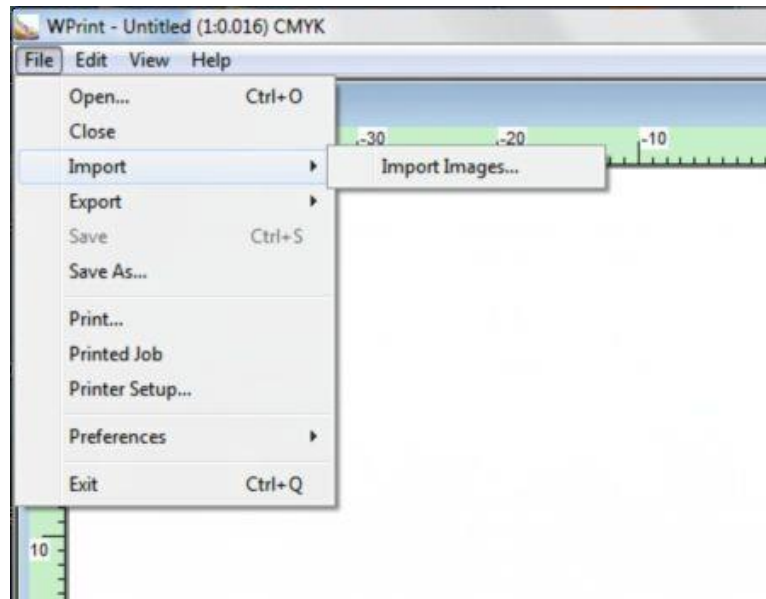 WPrint - Untitled (1:0.016) CMYK
File Edit View Help
Open... Ctrl+O
Close
-30 -20 -10
Import
Import Images...
Export
Save Ctrl+S
Save As...
Print...
Printed Job
Printer Setup...
Preferences
Exit Ctrl+Q
10